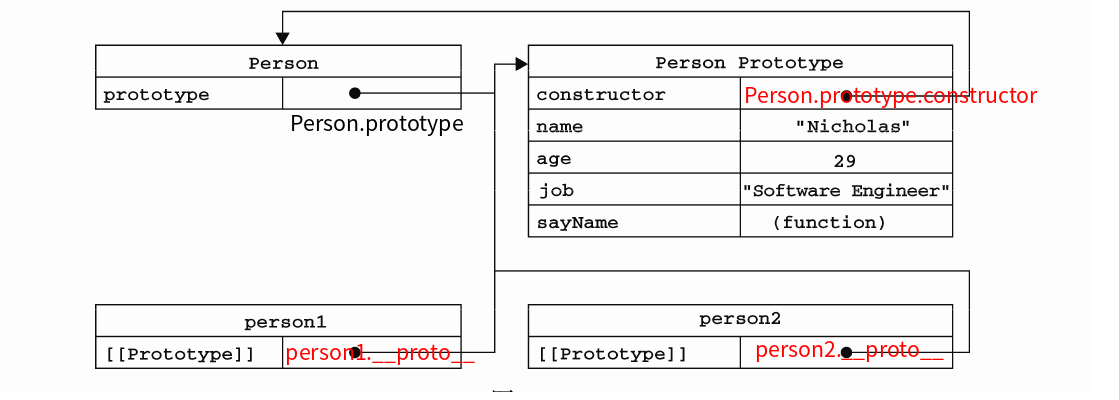 Person
prototype
Person.prototype
Person Prototype
constructor Person.prototype.constructor
name "Nicholas"
age 29
job "Software Engineer"
sayName (function)
person1
[[Prototype]] person1.__proto__
person2
[[Prototype]] person2.__proto__